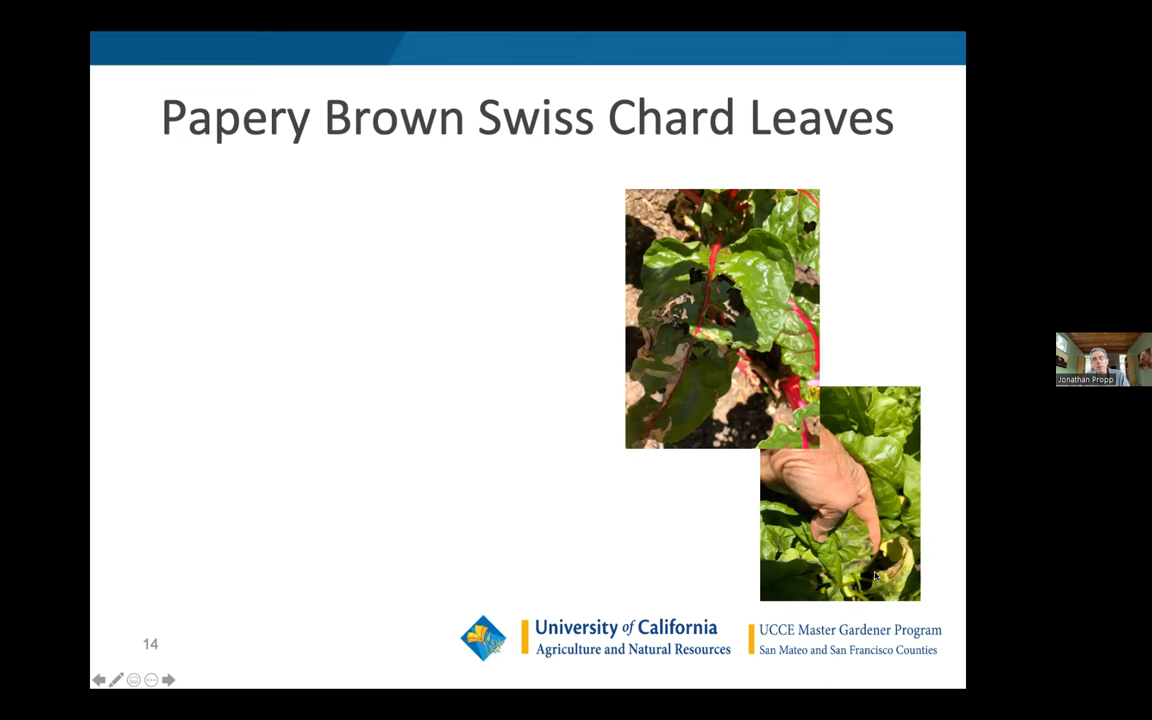 Papery Brown Swiss Chard Leaves
Jonathan Propp
University of California
Agriculture and Natural Resources
UCCE Master Gardener Program
San Mateo and San Francisco Counties
14